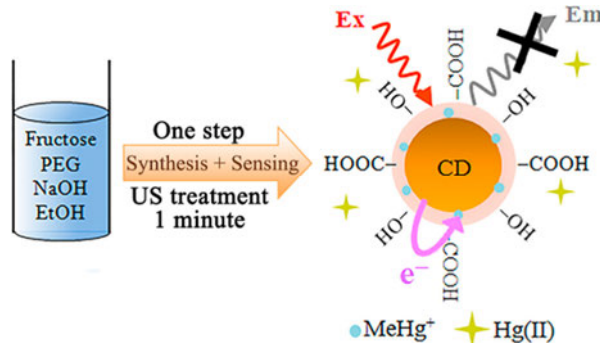 Fructose
PEG
NaOH
EtOH
One step
Synthesis + Sensing
US treatment
1 minute
Ex
Em
HOOC
HO
OH
HOOC
CD
COOH
HO
OH
COOH
e⁻
MeHg⁺
Hg(II)